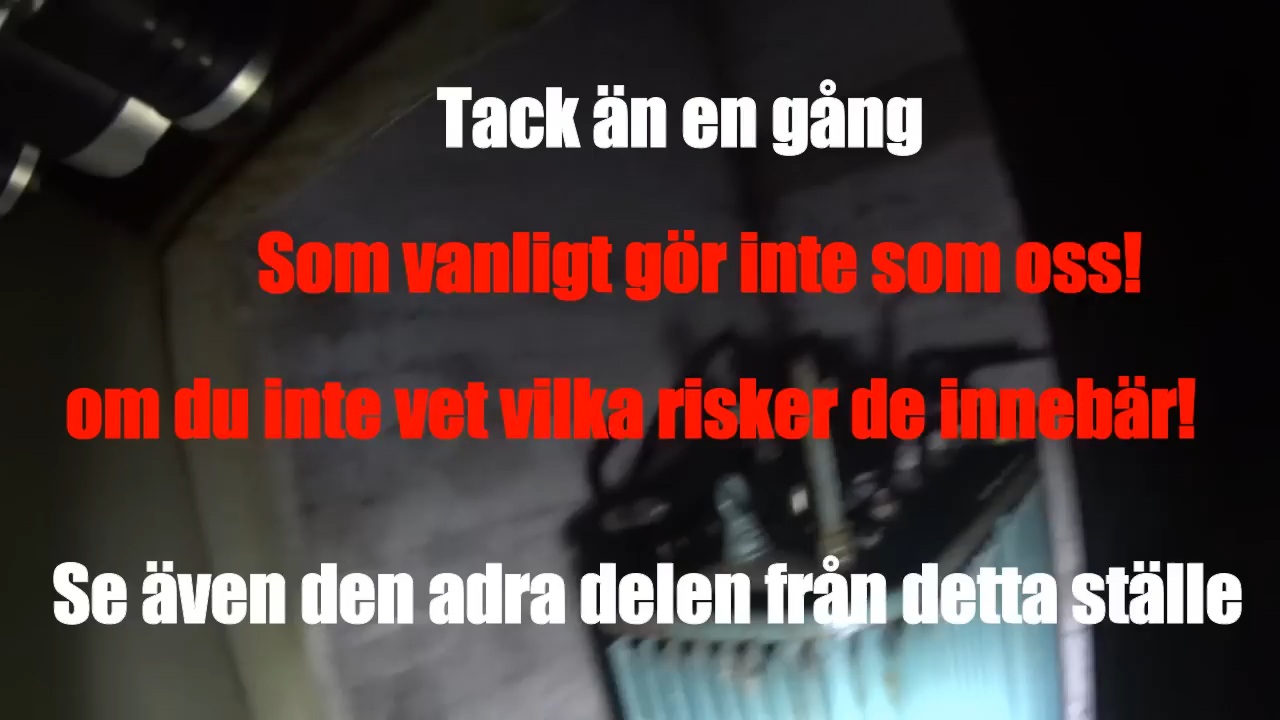 Tack än en gång
Som vanligt gör inte som oss!
om du inte vet vilka risker de innebär!
Se även den adra delen från detta ställe